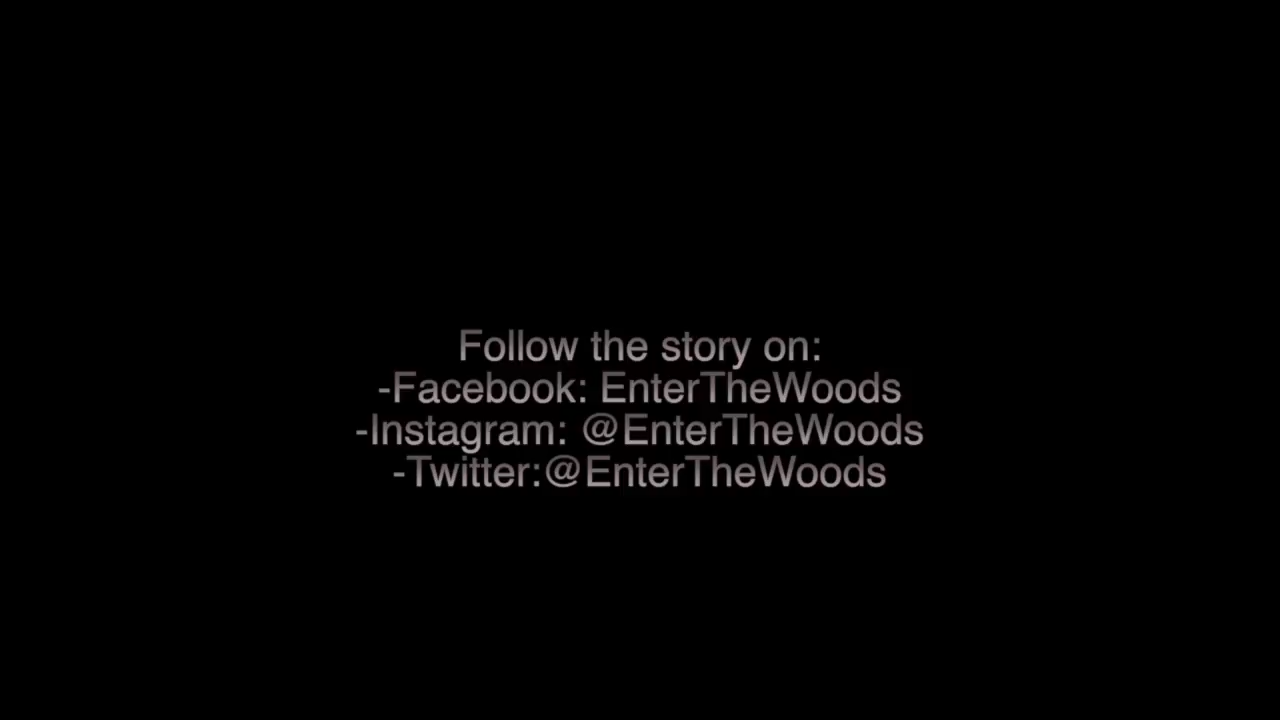 Follow the story on:
-Facebook: EnterTheWoods
-Instagram: @EnterTheWoods
-Twitter:@EnterTheWoods